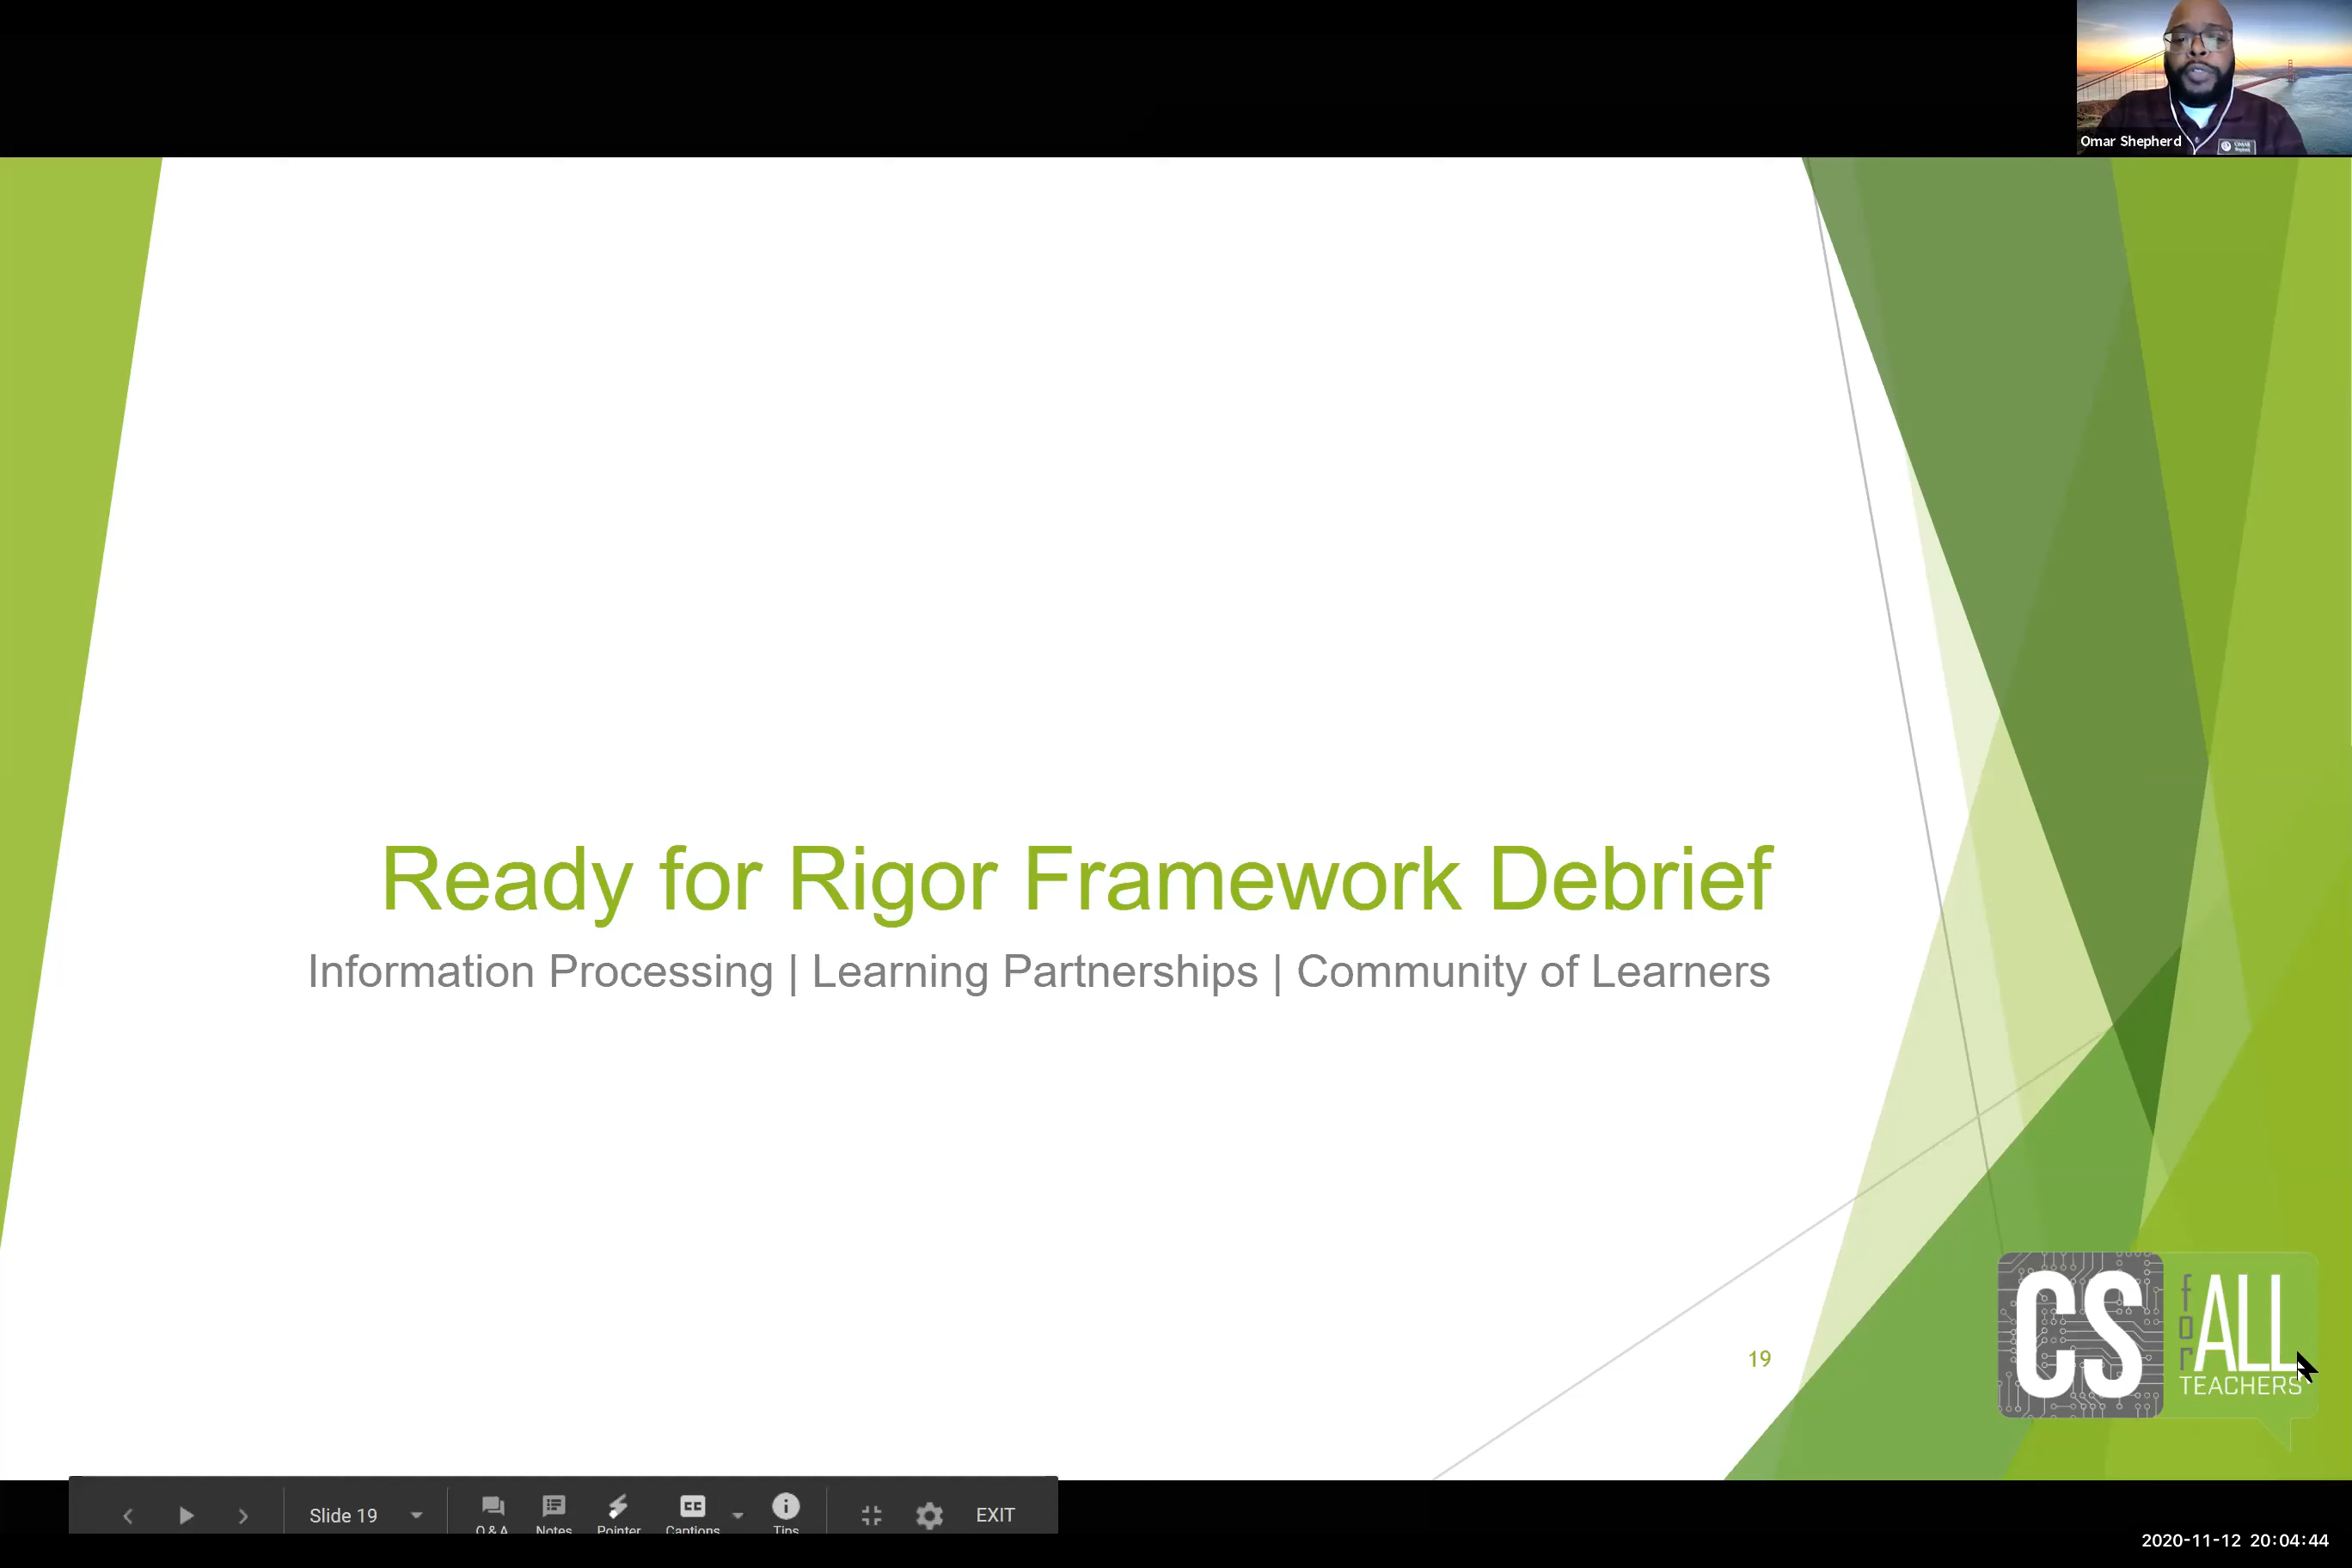 Omar Shepherd
Ready for Rigor Framework Debrief
Information Processing | Learning Partnerships | Community of Learners
19
CS
for
ALL
TEACHERS
Slide 19
Q & A
Notes
Pointer
CC
Captions
Tips
EXIT
2020-11-12 20:04:44